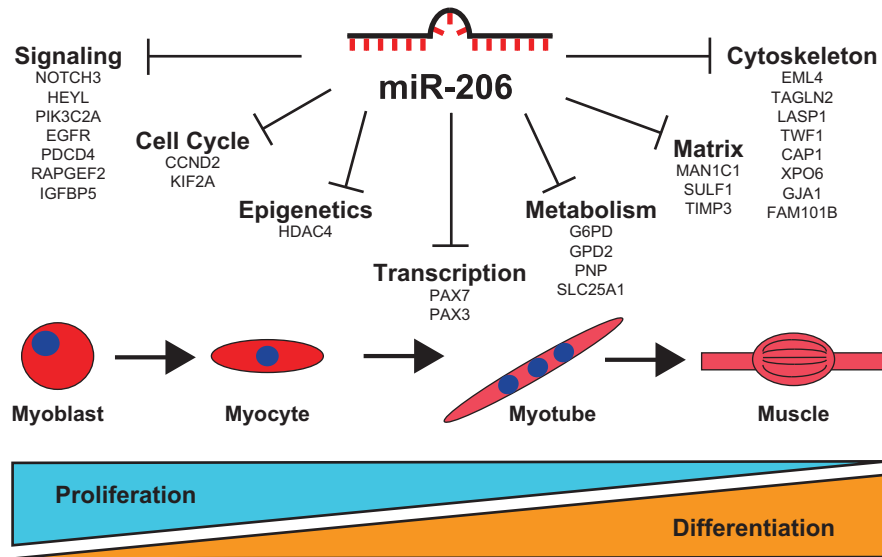 miR-206
Signaling
NOTCH3
HEYL
PIK3C2A
EGFR
PDCD4
RAPGEF2
IGFBP5
Cell Cycle
CCND2
KIF2A
Epigenetics
HDAC4
Transcription
PAX7
PAX3
Metabolism
G6PD
GPD2
PNP
SLC25A1
Matrix
MAN1C1
SULF1
TIMP3
Cytoskeleton
EML4
TAGLN2
LASP1
TWF1
CAP1
XPO6
GJA1
FAM101B
Myoblast
Myocyte
Myotube
Muscle
Proliferation
Differentiation